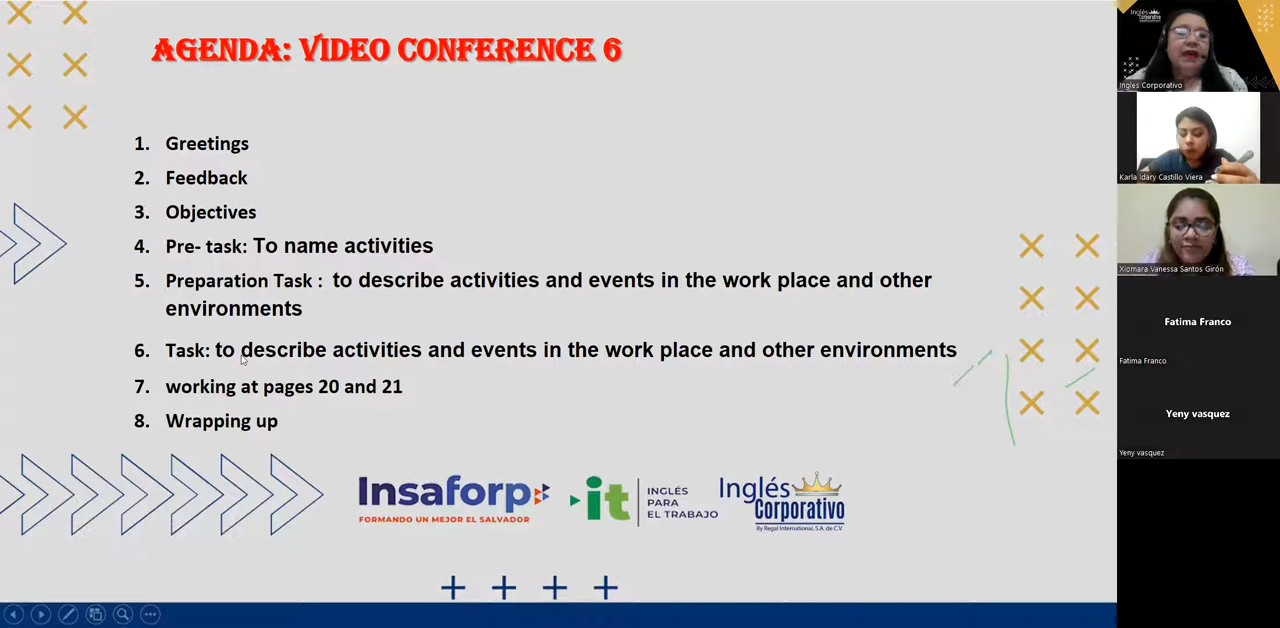 AGENDA: VIDEO CONFERENCE 6
1. Greetings
2. Feedback
3. Objectives
4. Pre- task: To name activities
5. Preparation Task : to describe activities and events in the work place and other
environments
6. Task: to describe activities and events in the work place and other environments
7. working at pages 20 and 21
8. Wrapping up
Insaforp
FORMANDO UN MEJOR EL SALVADOR
it
INGLÉS
PARA
EL TRABAJO
Inglés
Corporativo
By Regal International, S.A. de C.V.
Inglés
Corporativo
Ingles Corporativo
Karla Idary Castillo Viera
Xiomara Vanessa Santos Girón
Fatima Franco
Fatima Franco
Yeny vasquez
Yeny vasquez